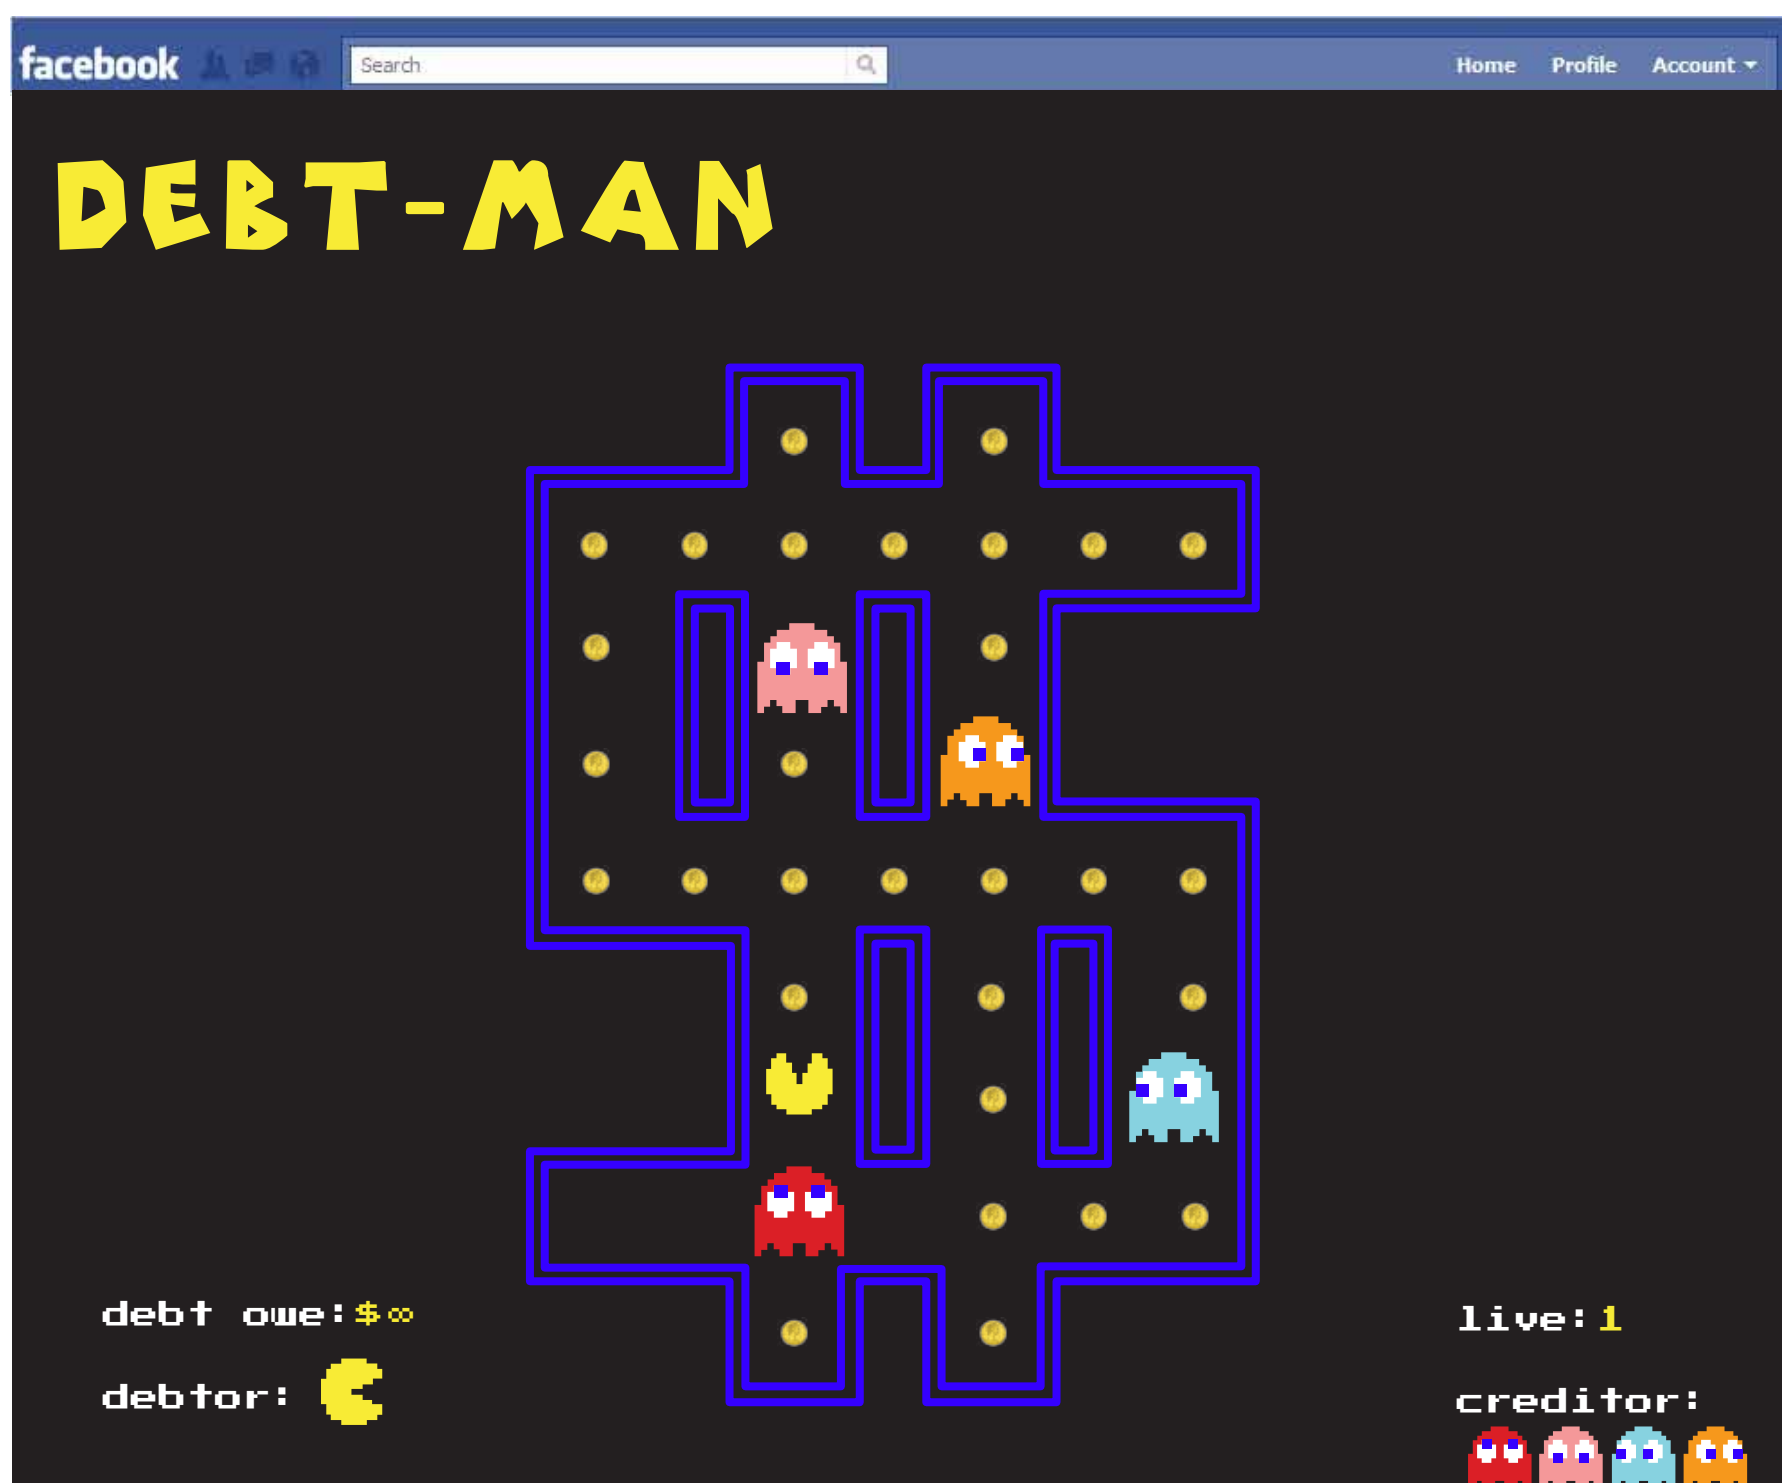 facebook Search Home Profile Account
DEBT-MAN
debt owe:$∞
live:1
debtor:
creditor: